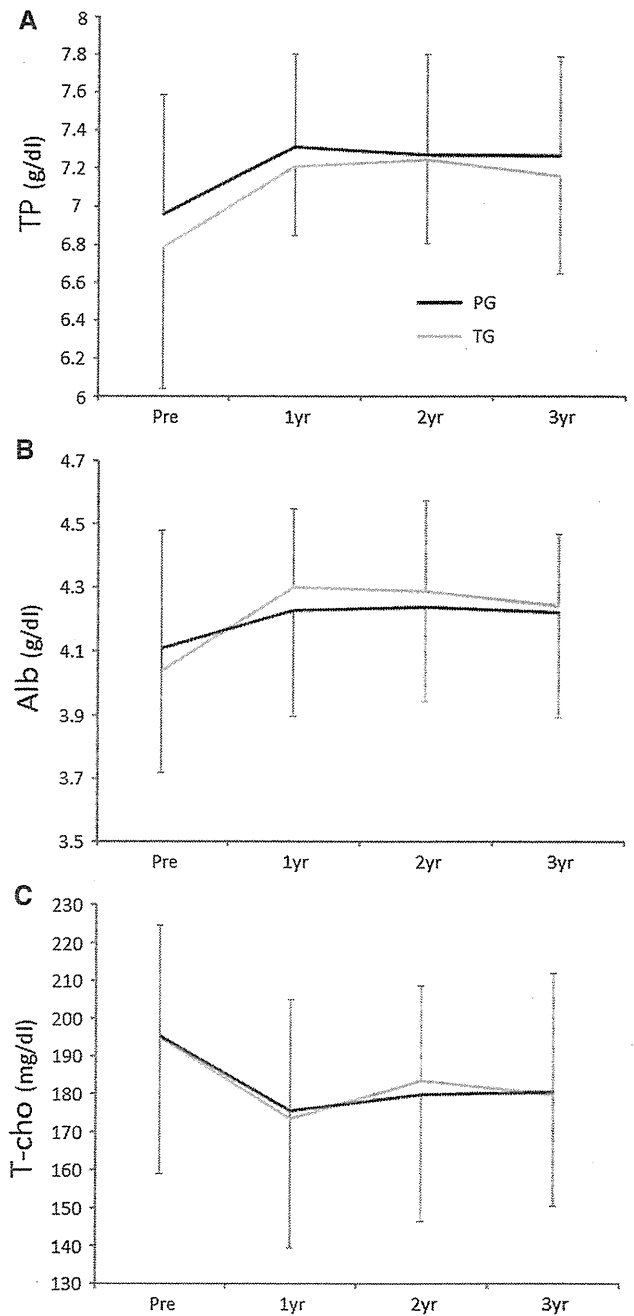 A
TP (g/dl)
8
7.8
7.6
7.4
7.2
7
6.8
6.6
6.4
6.2
6
PG
TG
Pre 1yr 2yr 3yr
B
Alb (g/dl)
4.7
4.5
4.3
4.1
3.9
3.7
3.5
Pre 1yr 2yr 3yr
C
T-cho (mg/dl)
230
220
210
200
190
180
170
160
150
140
130
Pre 1yr 2yr 3yr